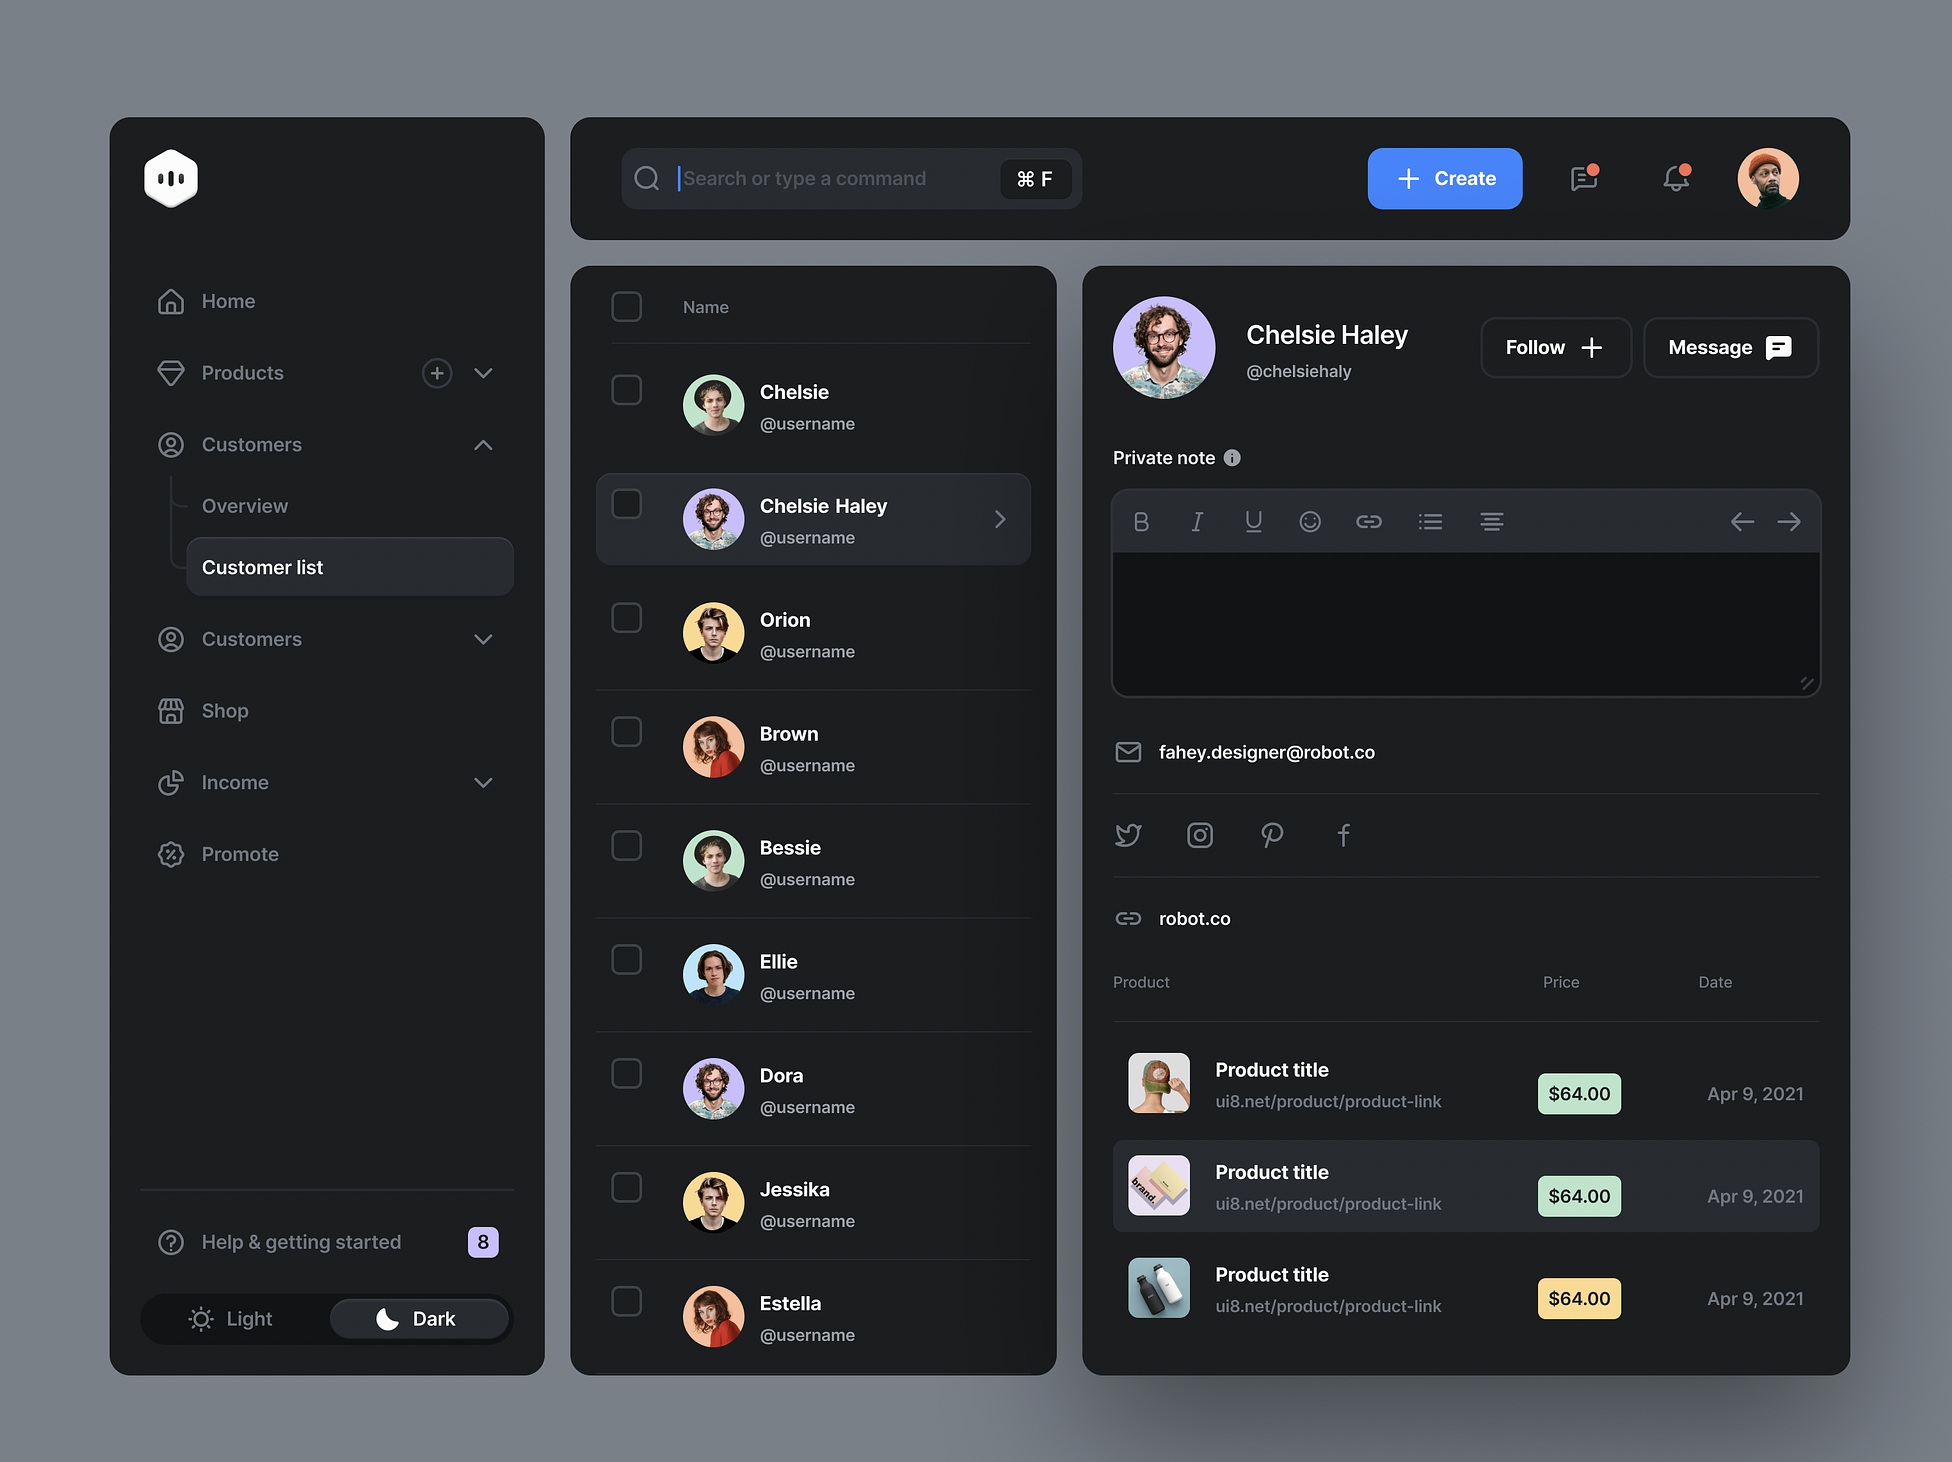 Home
Products
Customers
Overview
Customer list
Customers
Shop
Income
Promote
Help & getting started 8
Light Dark
Search or type a command ⌘ F
Create
Name
Chelsie
@username
Chelsie Haley
@username
Orion
@username
Brown
@username
Bessie
@username
Ellie
@username
Dora
@username
Jessika
@username
Estella
@username
Chelsie Haley
@chelsiehaly
Follow
Message
Private note
B I U
fahey.designer@robot.co
robot.co
Product Price Date
Product title
ui8.net/product/product-link
$64.00
Apr 9, 2021
brand.
Product title
ui8.net/product/product-link
$64.00
Apr 9, 2021
Product title
ui8.net/product/product-link
$64.00
Apr 9, 2021